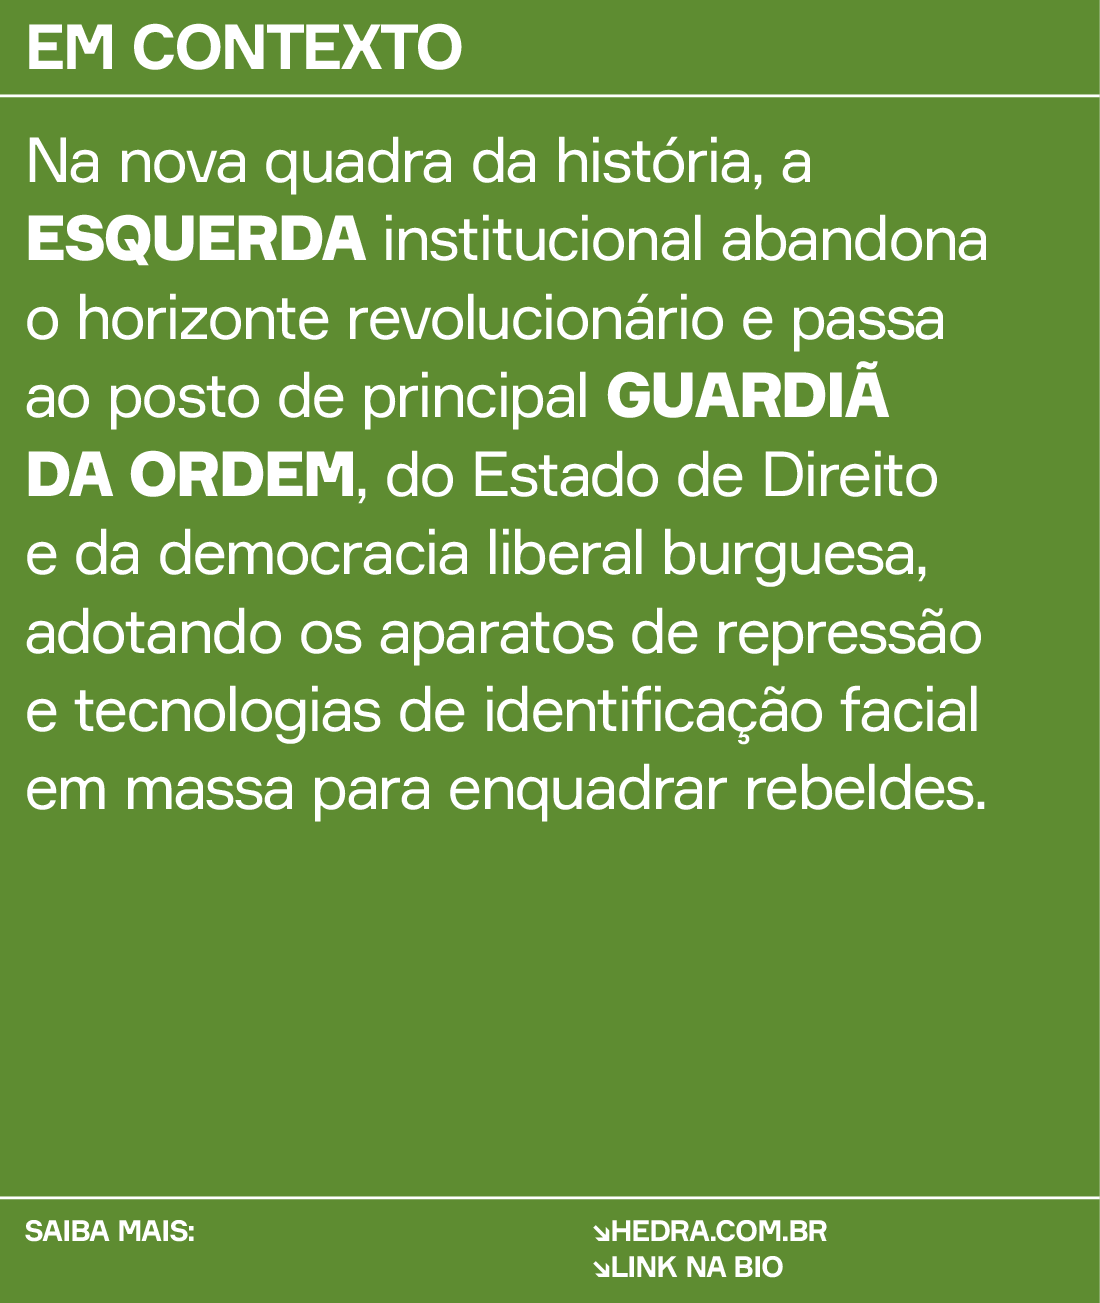 EM CONTEXTO
Na nova quadra da história, a
ESQUERDA institucional abandona
o horizonte revolucionário e passa
ao posto de principal GUARDIÃ
DA ORDEM, do Estado de Direito
e da democracia liberal burguesa,
adotando os aparatos de repressão
e tecnologias de identificação facial
em massa para enquadrar rebeldes.
SAIBA MAIS:
↘HEDRA.COM.BR
↘LINK NA BIO